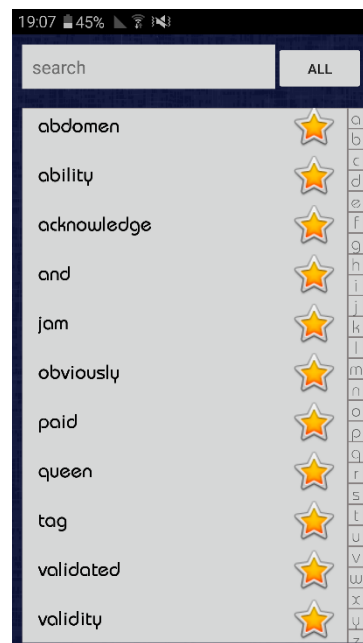 19:07 45%
search ALL
abdomen
ability
acknowledge
and
jam
obviously
paid
queen
tag
validated
validity
a
b
c
d
e
f
g
h
i
j
k
l
m
n
o
p
q
r
s
t
u
v
w
x
y
z